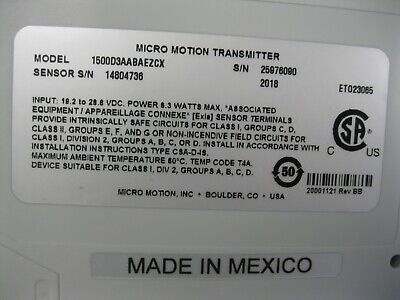 MICRO MOTION TRANSMITTER
MODEL 1500D3AABAEZCX S/N 25976090
SENSOR S/N 14804736 2018
ETO23065
INPUT: 19.2 to 28.8 VDC, POWER 6.3 WATTS MAX, "ASSOCIATED
EQUIPMENT/APPAREILLAGE CONNEXE" [Exia] SENSOR TERMINALS
PROVIDE INTRINSICALLY SAFE CIRCUITS FOR CLASS I, GROUPS C, D,
CLASS II, GROUPS E, F, AND G OR NON-INCENDIVE FIELD CIRCUITS FOR
CLASS I, DIVISION 2, GROUPS A, B, C, OR D. INSTALL IN ACCORDANCE WITH
INSTALLATION INSTRUCTIONS TYPE CSA-D-IS.
MAXIMUM AMBIENT TEMPERATURE 60°C. TEMP CODE T4A.
DEVICE SUITABLE FOR CLASS I, DIV 2, GROUPS A, B, C, D.
C US
50
MICRO MOTION, INC • BOULDER, CO • USA
20001121 Rev BB
MADE IN MEXICO